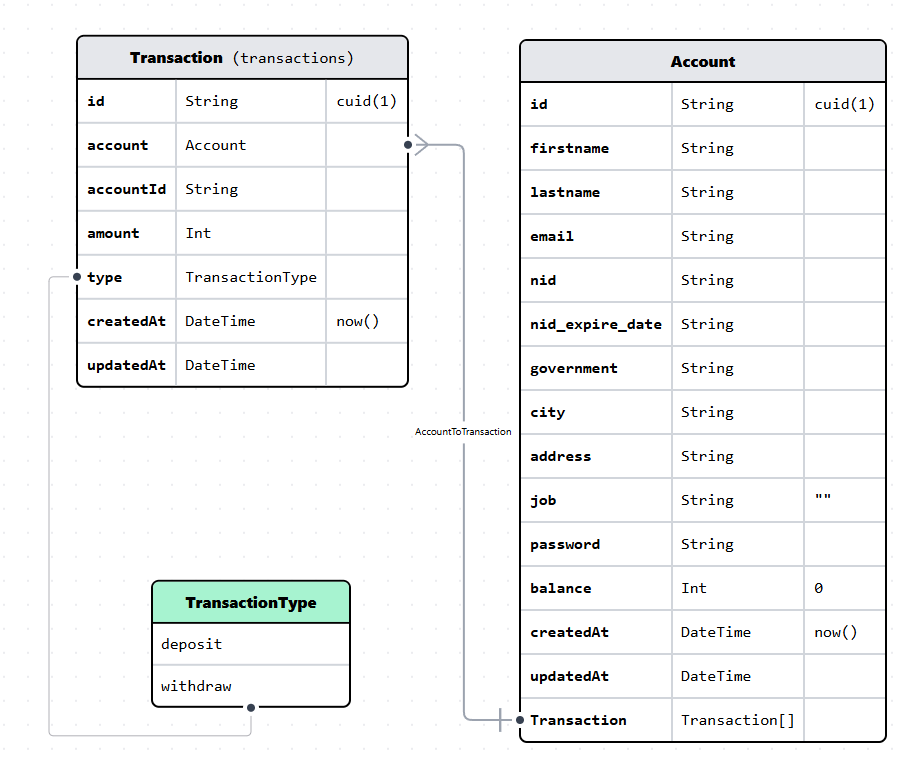 Transaction (transactions)
id String cuid(1)
account Account
accountId String
amount Int
type TransactionType
createdAt DateTime now()
updatedAt DateTime
AccountToTransaction
TransactionType
deposit
withdraw
Account
id String cuid(1)
firstname String
lastname String
email String
nid String
nid_expire_date String
government String
city String
address String
job String ""
password String
balance Int 0
createdAt DateTime now()
updatedAt DateTime
Transaction Transaction[]